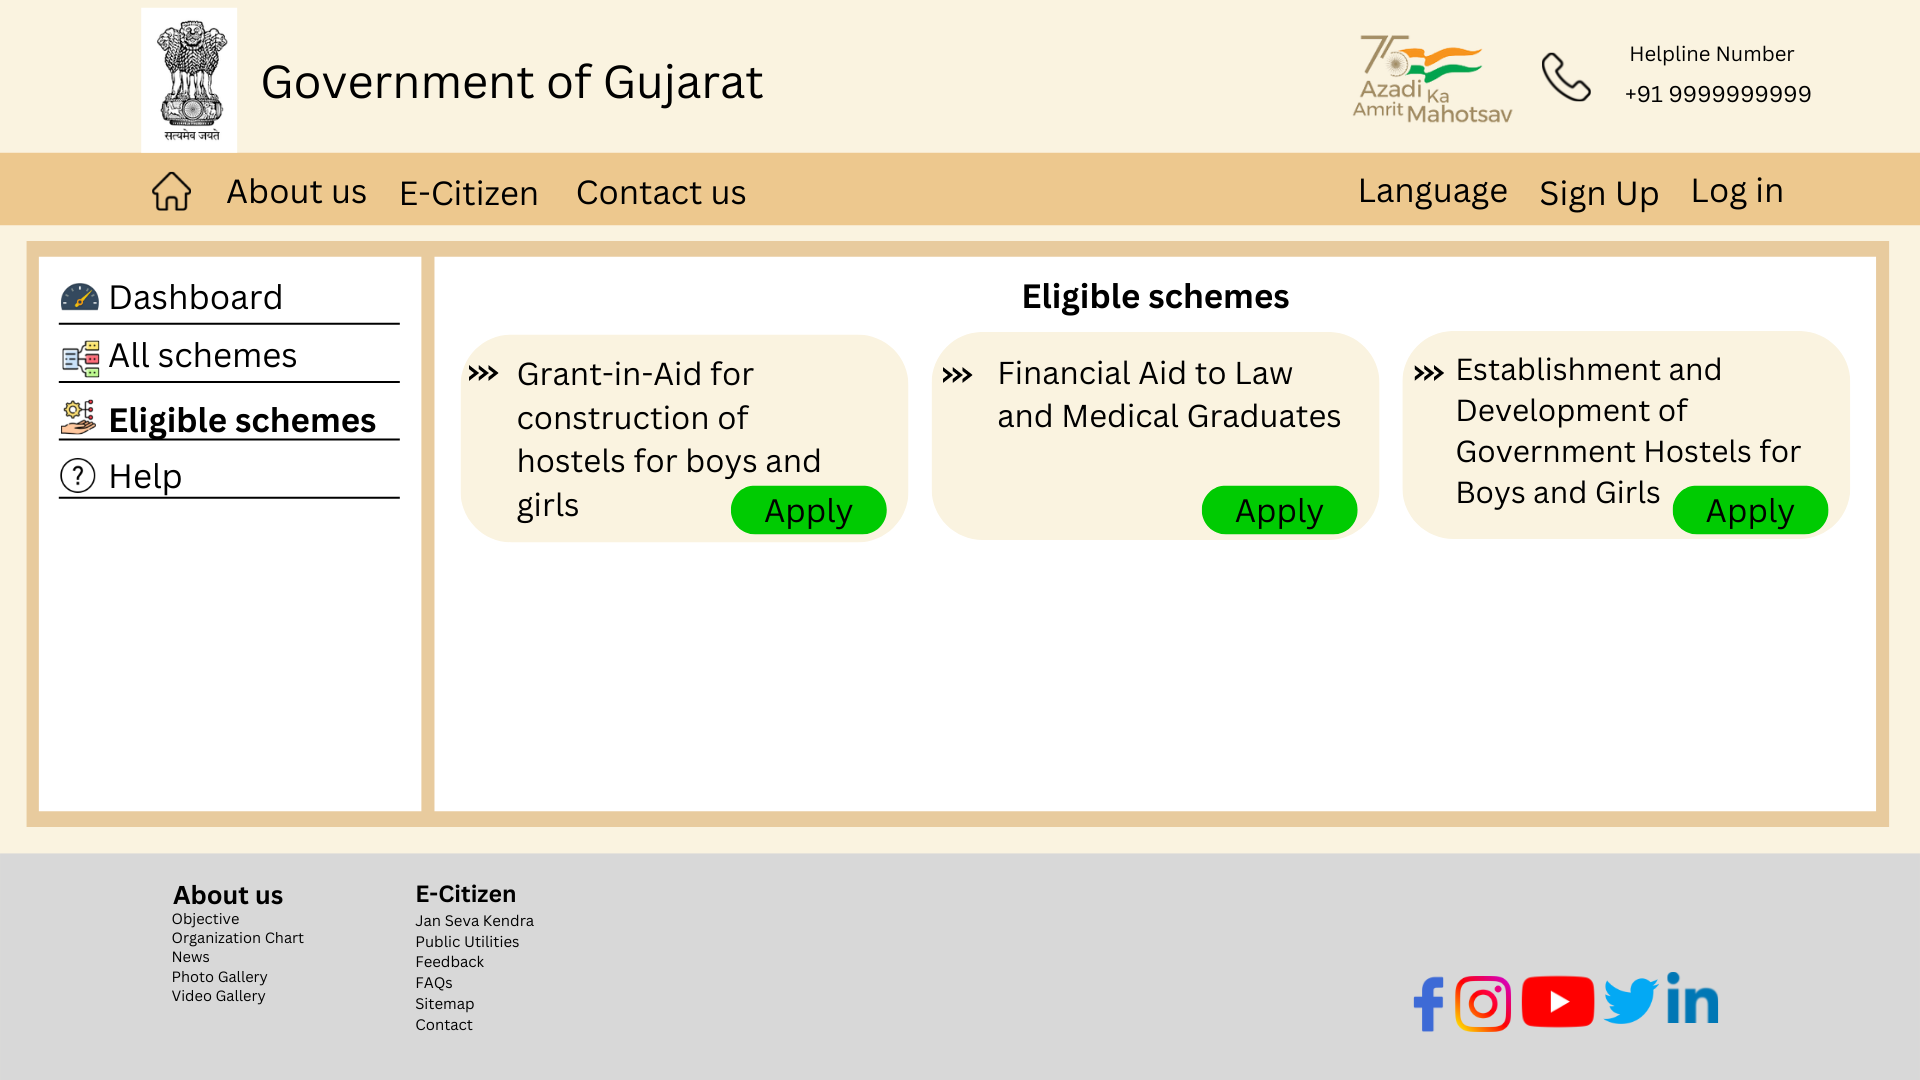 सत्यमेव जयते
Government of Gujarat
75
Azadi Ka
Amrit Mahotsav
Helpline Number
+91 9999999999
About us
E-Citizen
Contact us
Language
Sign Up
Log in
Dashboard
All schemes
Eligible schemes
? Help
Eligible schemes
Grant-in-Aid for
construction of
hostels for boys and
girls
Apply
Financial Aid to Law
and Medical Graduates
Apply
Establishment and
Development of
Government Hostels for
Boys and Girls
Apply
About us
Objective
Organization Chart
News
Photo Gallery
Video Gallery
E-Citizen
Jan Seva Kendra
Public Utilities
Feedback
FAQs
Sitemap
Contact
f
in